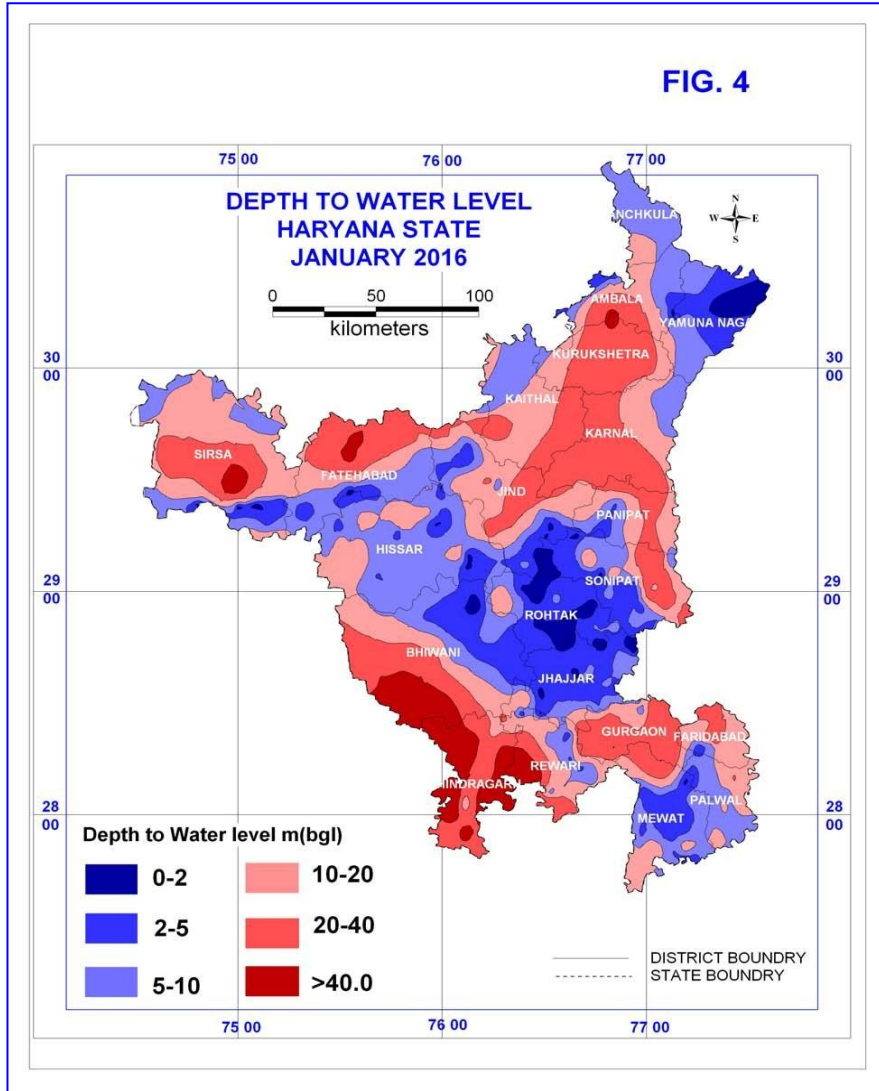 FIG. 4
75 00
76 00
77 00
DEPTH TO WATER LEVEL
HARYANA STATE
JANUARY 2016
N
W E
S
0 50 100
kilometers
NCHKULA
AMBALA
YAMUNA NAGA
KURUKSHETRA
30
00
30
00
KAITHAL
KARNAL
SIRSA
FATEHABAD
JIND
PANIPAT
HISSAR
SONIPAT
29
00
29
00
ROHTAK
BHIWANI
JHAJJAR
GURGAON
FARIDABAD
REWARI
HINDRAGARH
PALWAL
MEWAT
28
00
28
00
Depth to Water level m(bgl)
0-2
10-20
2-5
20-40
5-10
>40.0
DISTRICT BOUNDRY
STATE BOUNDRY
75 00
76 00
77 00